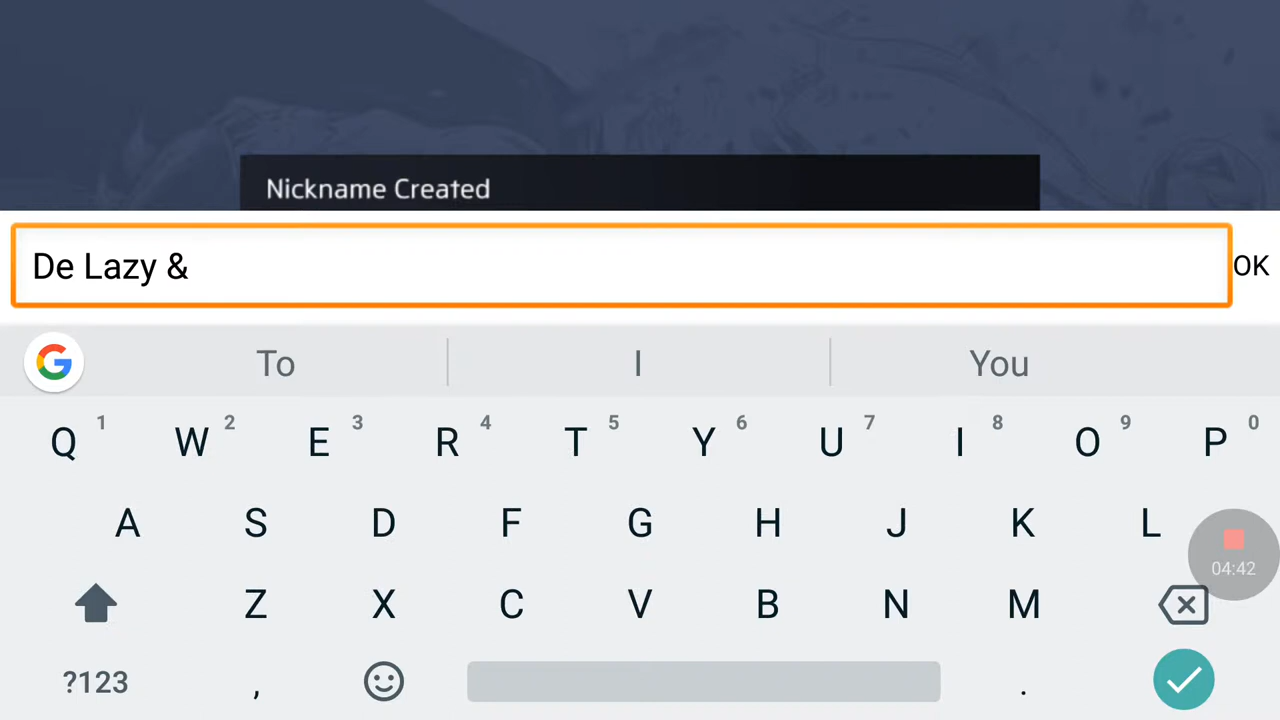 Nickname Created
De Lazy &
OK
To I You
Q 1 W 2 E 3 R 4 T 5 Y 6 U 7 I 8 O 9 P 0
A S D F G H J K L
04:42
Z X C V B N M
?123 , .